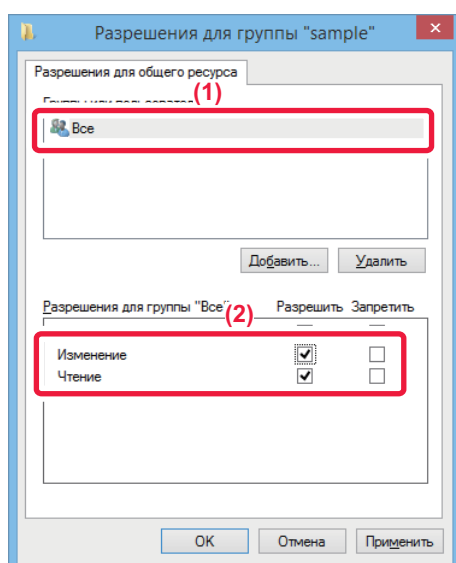 Разрешения для группы "sample"
Разрешения для общего ресурса
(1)
Все
Добавить... Удалить
Разрешения для группы "Все"
(2)
Разрешить Запретить
Изменение
Чтение
OK Отмена Применить